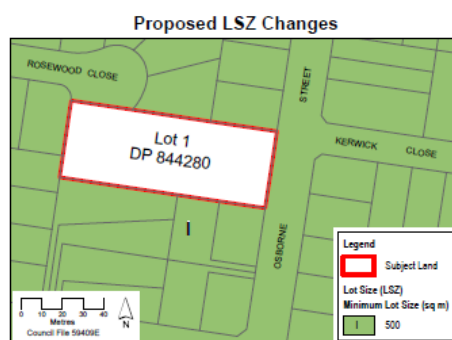 Proposed LSZ Changes
ROSEWOOD CLOSE
STREET
Lot 1
DP 844280
KERWICK CLOSE
I
OSBORNE
Legend
Subject Land
Lot Size (LSZ)
Minimum Lot Size (sq m)
I 500
0 10 20 30 40
Metres
Council File 59409E
N